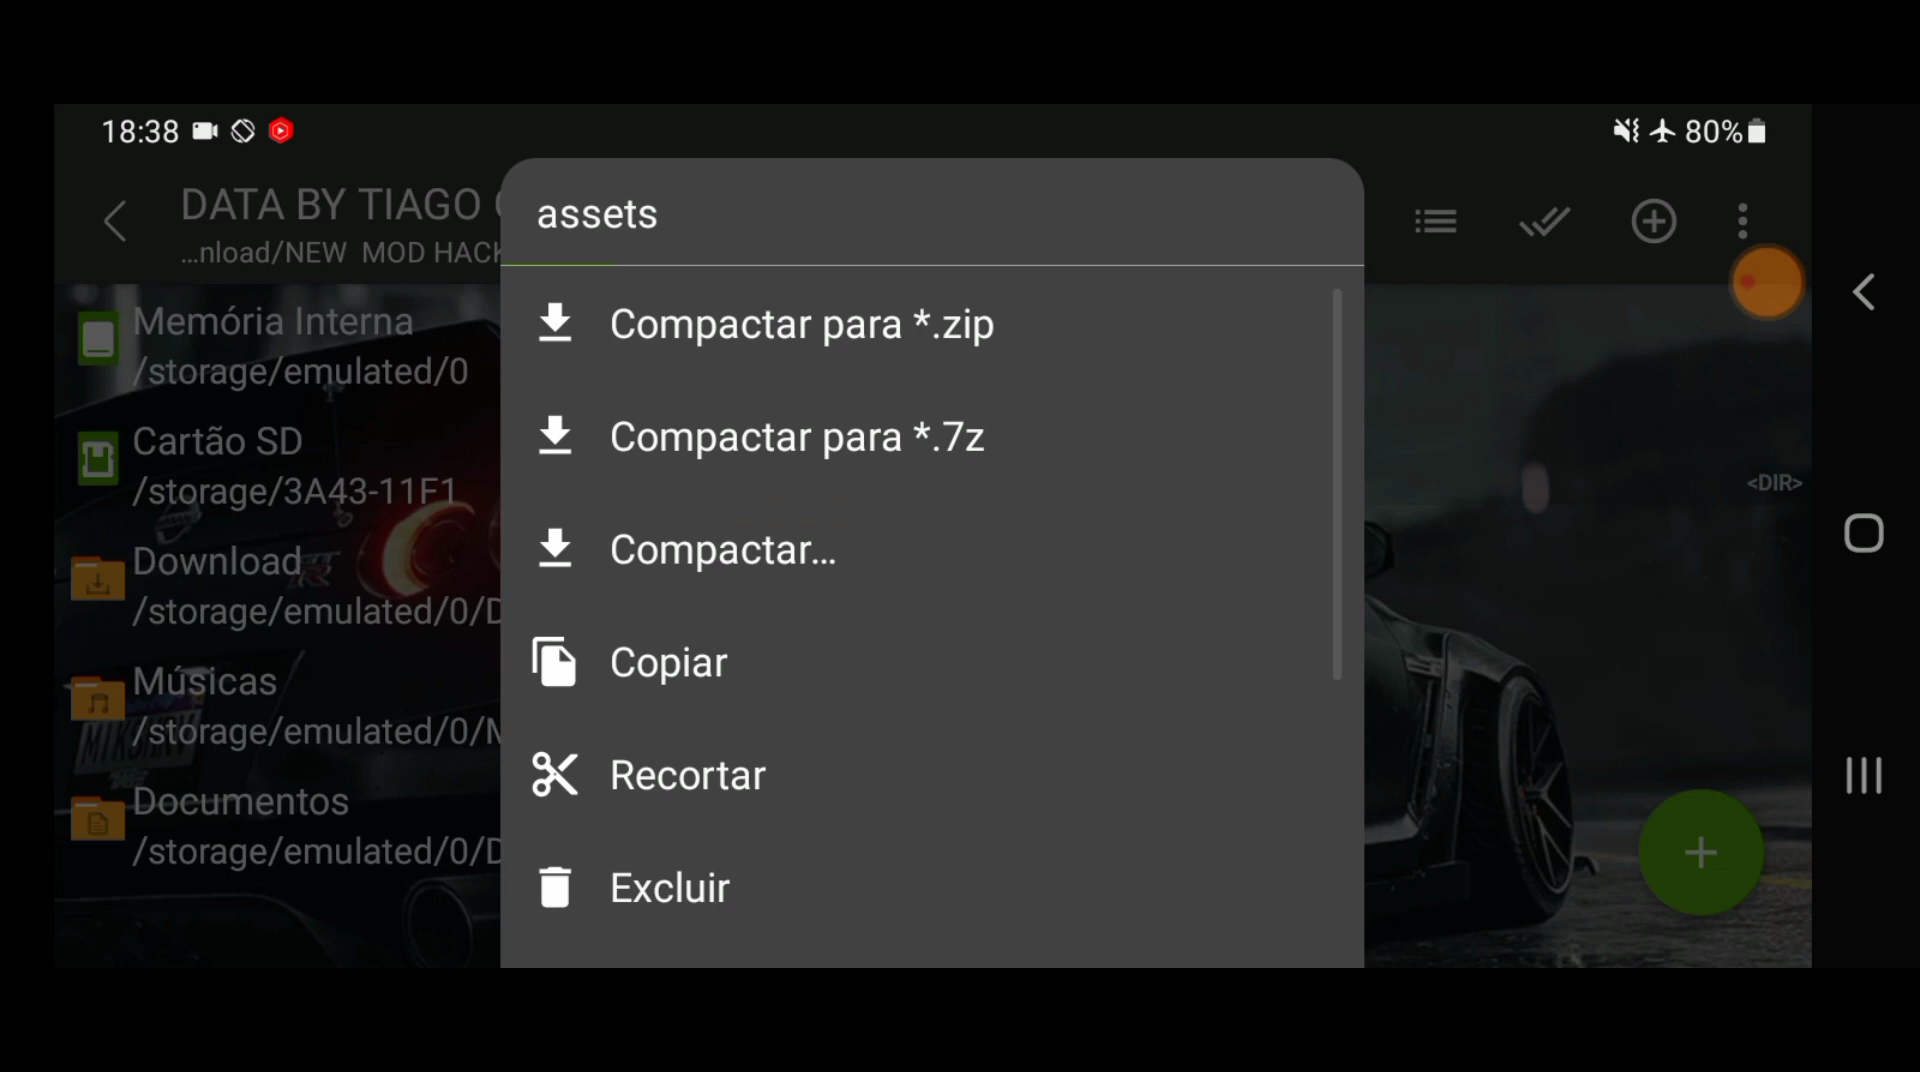 18:38
80%
DATA BY TIAGO
...nload/NEW MOD HACK
assets
Memória Interna
/storage/emulated/0
Cartão SD
/storage/3A43-11F1
Download
/storage/emulated/0/D
Músicas
/storage/emulated/0/M
Documentos
/storage/emulated/0/D
Compactar para *.zip
Compactar para *.7z
Compactar...
Copiar
Recortar
Excluir
<DIR>